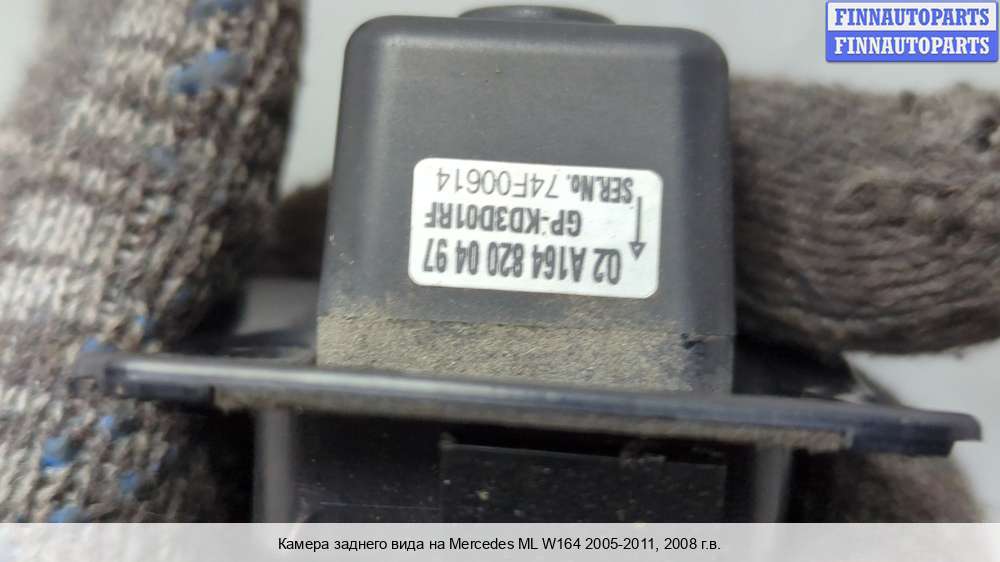 FINNAUTOPARTS
FINNAUTOPARTS
02 A164 820 04 97
GP-KD3D01RF
SER.No. 74F00614
Камера заднего вида на Mercedes ML W164 2005-2011, 2008 г.в.